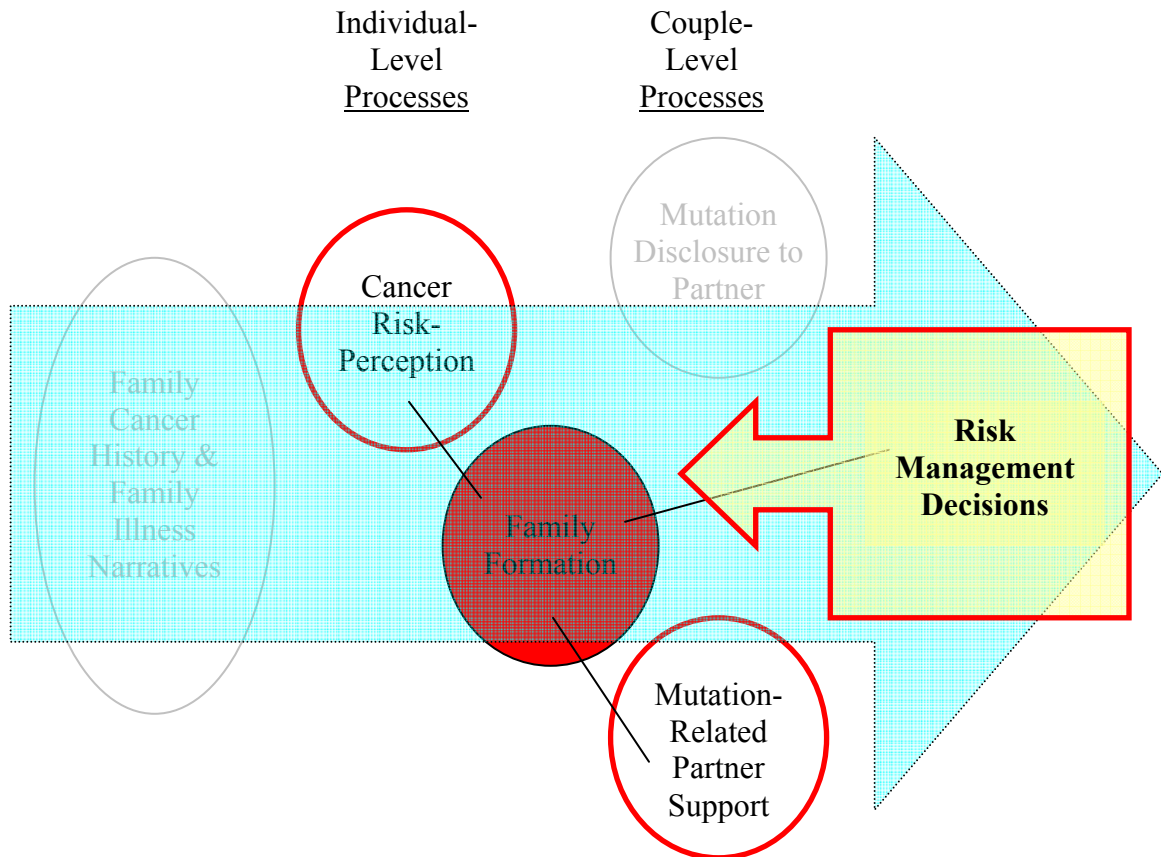 Individual-
Level
Processes
Couple-
Level
Processes
Mutation
Disclosure to
Partner
Cancer
Risk-
Perception
Family
Cancer
History &
Family
Illness
Narratives
Risk
Management
Decisions
Family
Formation
Mutation-
Related
Partner
Support